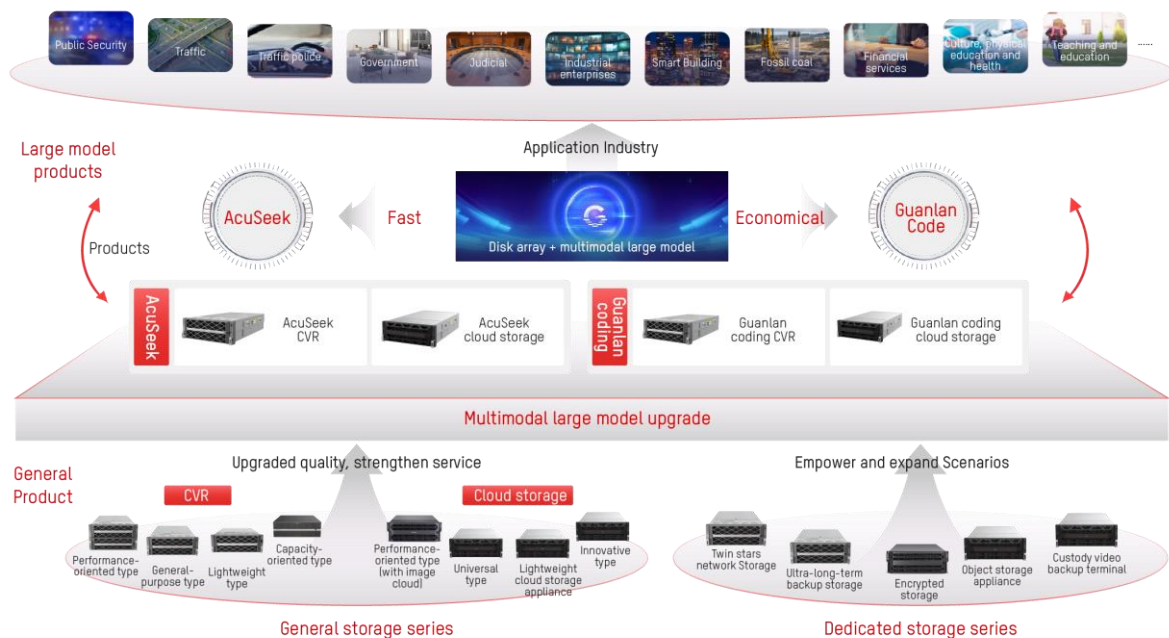 Public Security
Traffic
Traffic police
Government
Judicial
Industrial
enterprises
Smart Building
Fossil coal
Financial
services
Culture, physical
education and
health
Teaching and
education
......
Application Industry
Large model
products
Products
AcuSeek
Fast
Disk array + multimodal large model
Economical
Guanlan
Code
AcuSeek
AcuSeek
CVR
AcuSeek
cloud storage
Guanlan
coding
Guanlan
coding CVR
Guanlan coding
cloud storage
Multimodal large model upgrade
General
Product
Upgraded quality, strengthen service
Empower and expand Scenarios
CVR
Cloud storage
Performance-
oriented type
General-
purpose type
Lightweight
type
Capacity-
oriented type
Performance-
oriented type
(with image
cloud)
Universal
type
Lightweight
cloud storage
appliance
Innovative
type
Twin stars
network Storage
Ultra-long-term
backup storage
Encrypted
storage
Object storage
appliance
Custody video
backup terminal
General storage series
Dedicated storage series